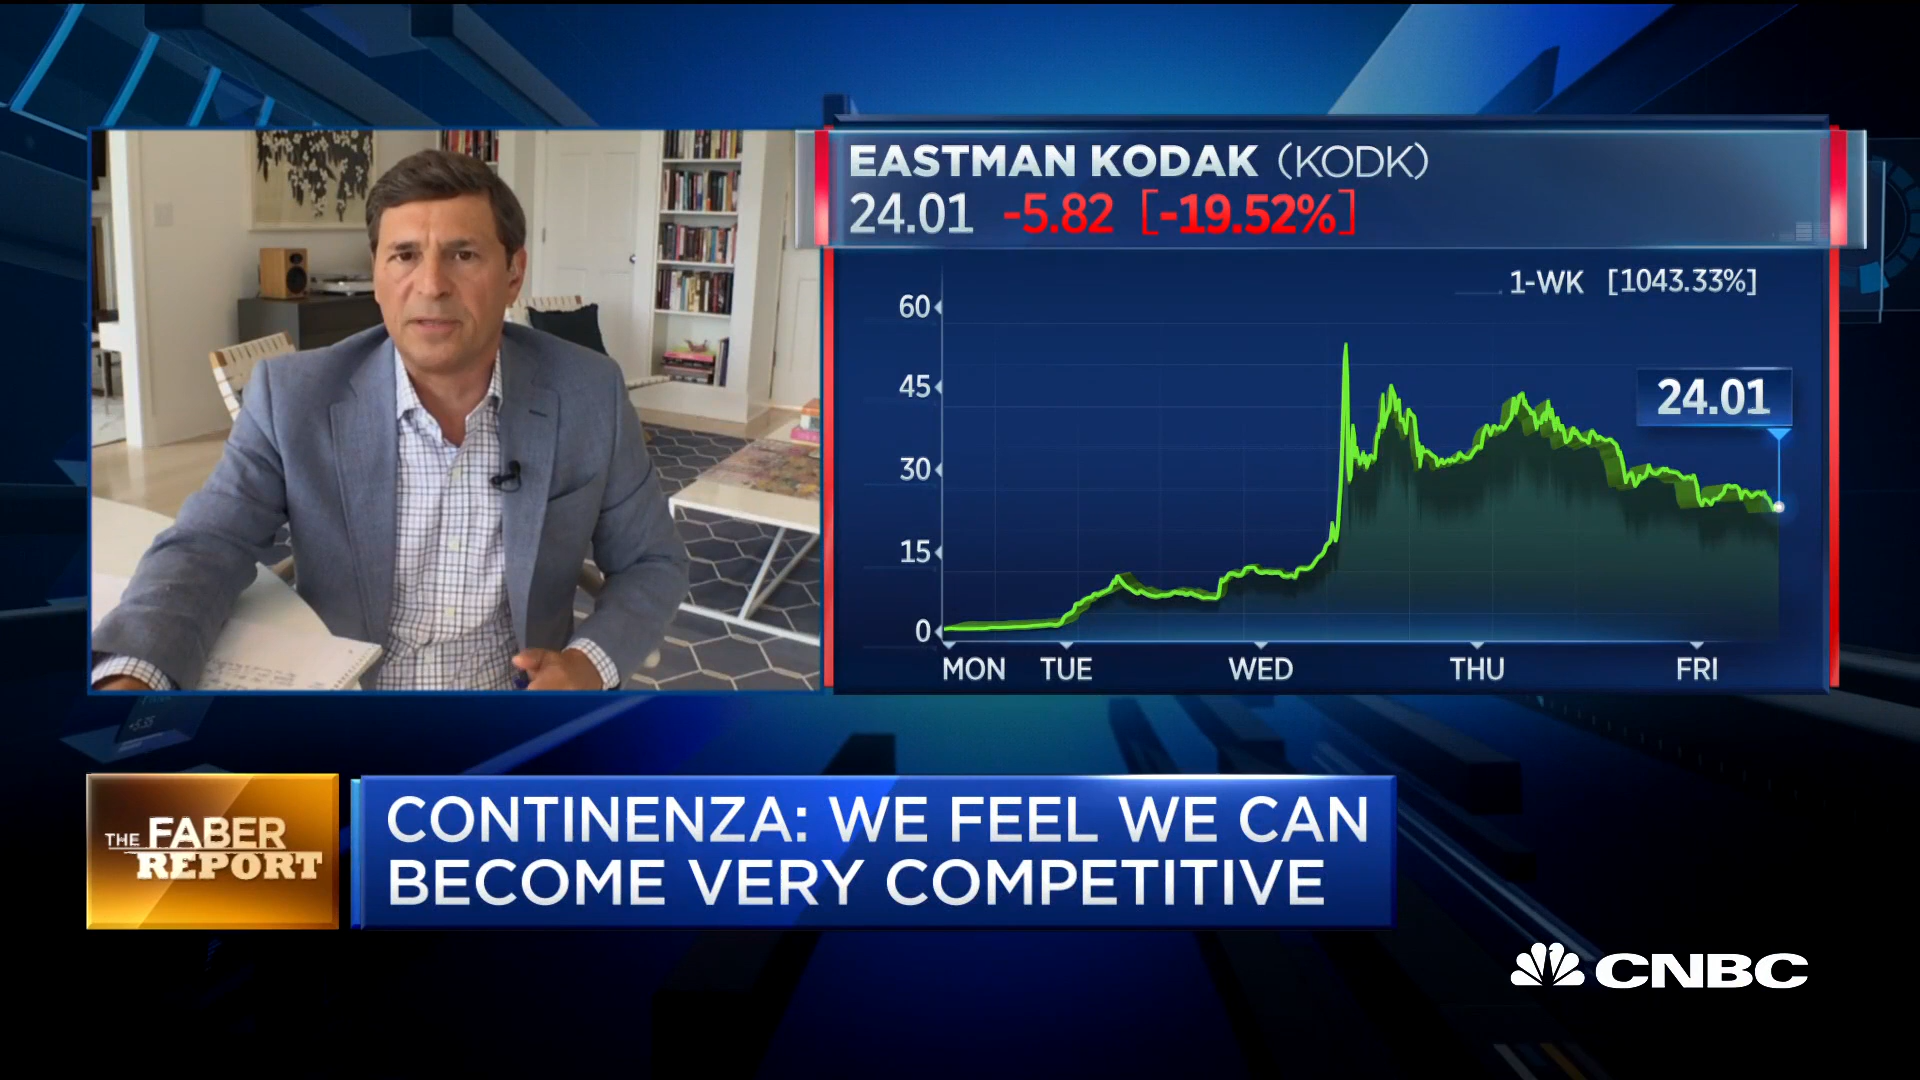 EASTMAN KODAK (KODK)
24.01 -5.82 [-19.52%]
1-WK [1043.33%]
60
45
30
15
0
24.01
MON TUE WED THU FRI
THE FABER
REPORT
CONTINENZA: WE FEEL WE CAN
BECOME VERY COMPETITIVE
CNBC